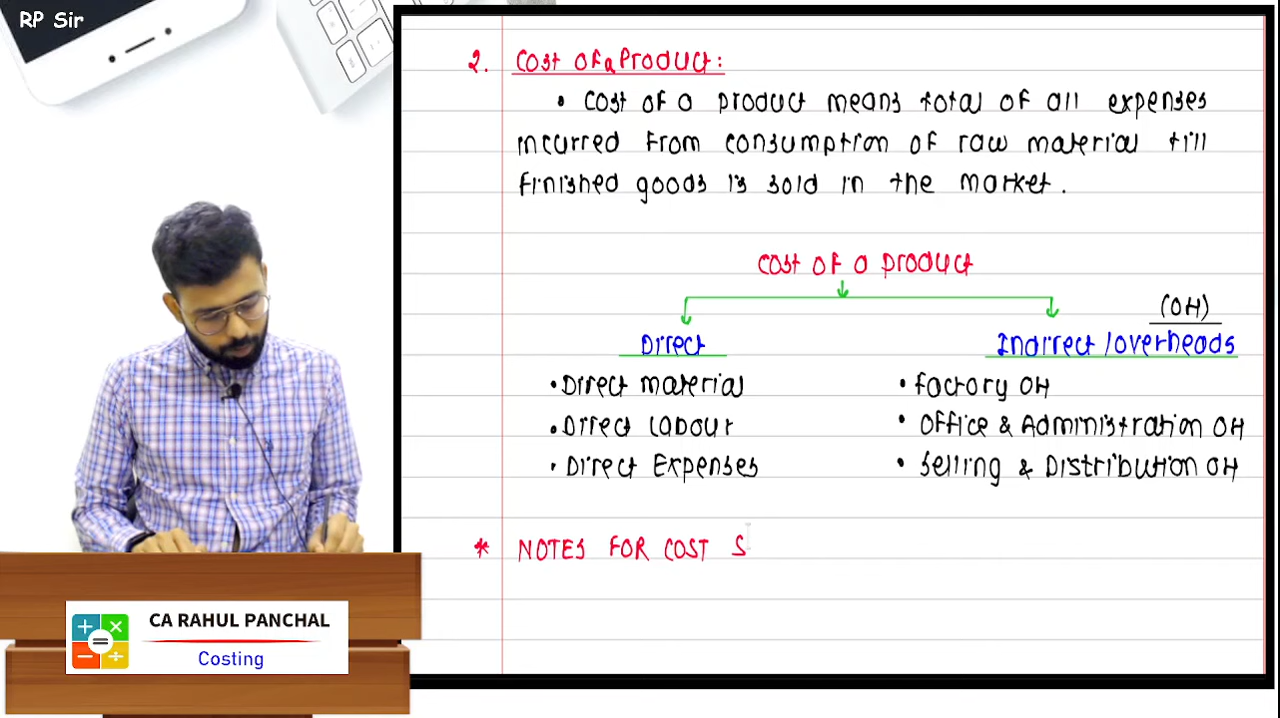 RP Sir
2. Cost of a Product:
• Cost of a product means total of all expenses
incurred from consumption of raw material till
finished goods is sold in the market.
Cost of a product
(OH)
Direct
Indirect / overheads
• Direct material
• Factory OH
• Direct Labour
• Office & Administration OH
• Direct Expenses
• Selling & Distribution OH
* NOTES FOR COST S
CA RAHUL PANCHAL
Costing